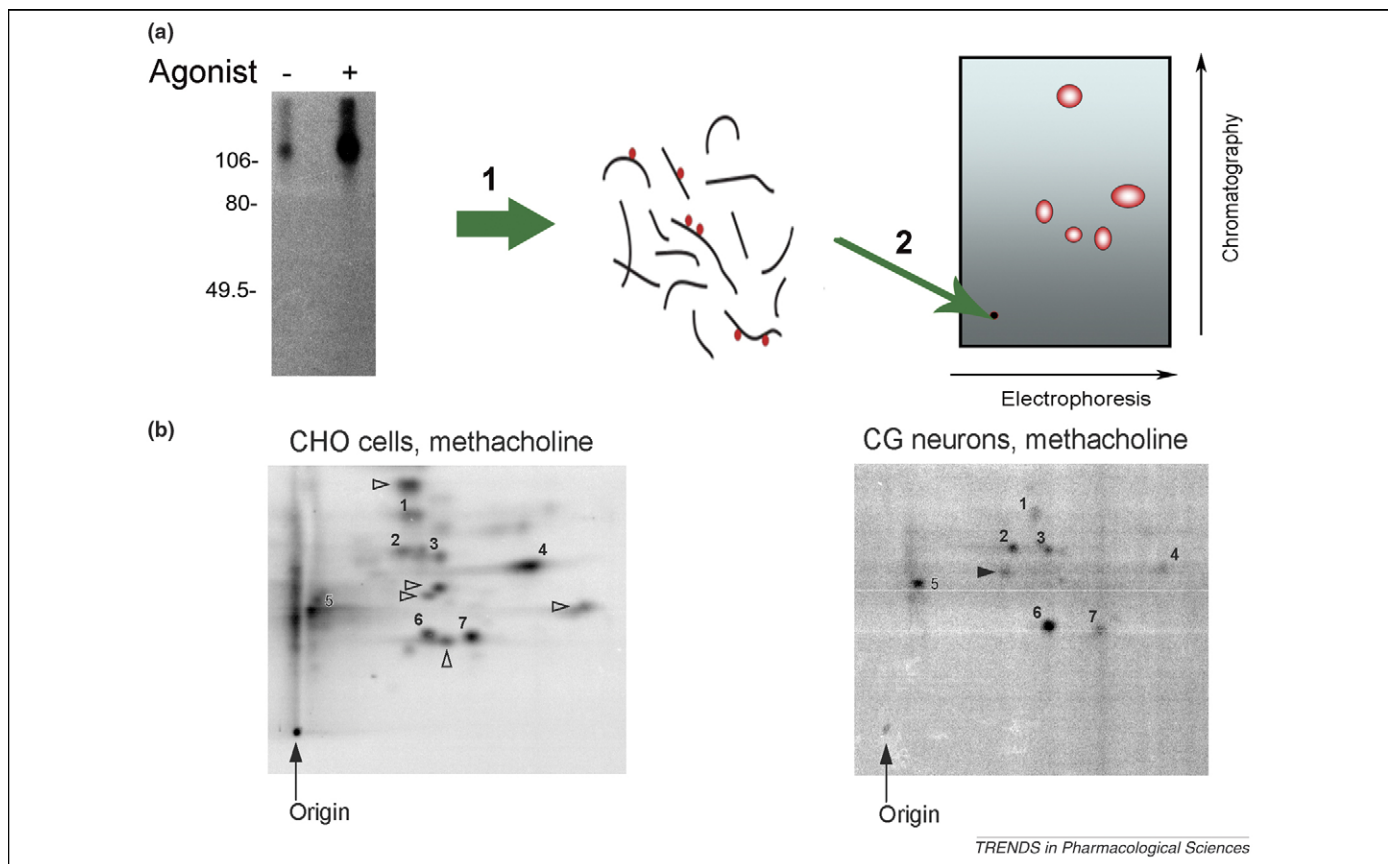 (a)
Agonist - +
106-
80-
49.5-
1
2
Chromatography
Electrophoresis
(b)
CHO cells, methacholine
1
2 3
4
5
6 7
Origin
CG neurons, methacholine
1
2 3
4
5
6
7
Origin
TRENDS in Pharmacological Sciences